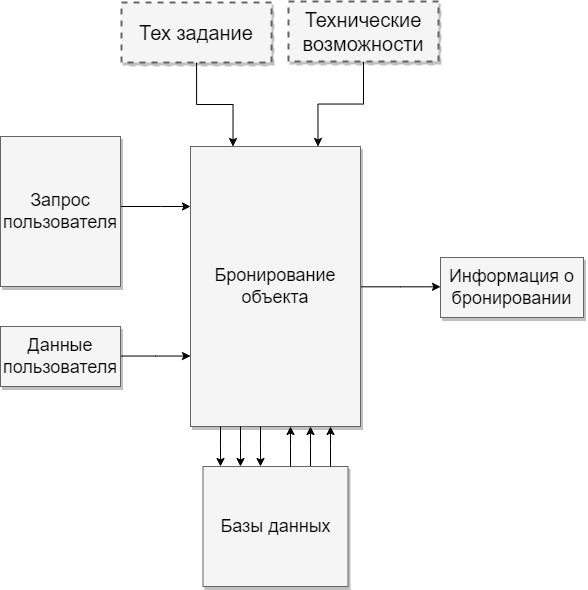 Тех задание
Технические
возможности
Запрос
пользователя
Бронирование
объекта
Информация о
бронировании
Данные
пользователя
Базы данных